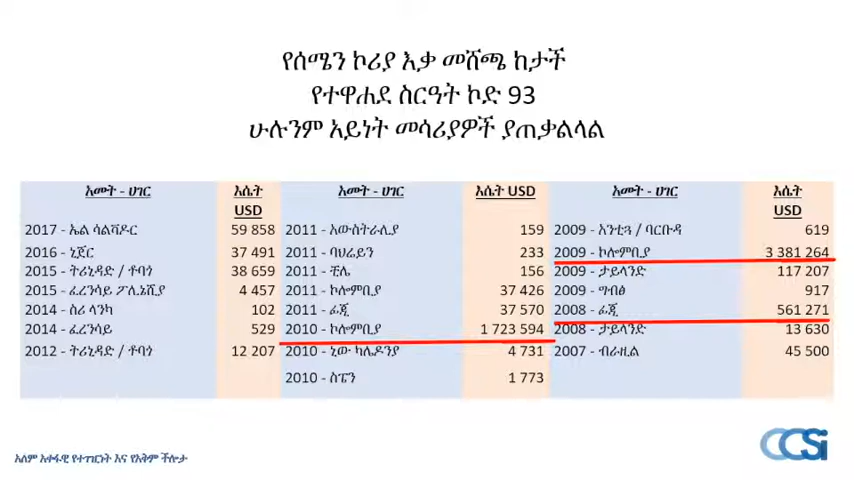 የሰሜን ኮሪያ እቃ መሸጫ ከታች
የተዋሐደ ስርዓት ኮድ 93
ሁሉንም አይነት መሳሪያዎች ያጠቃልላል
አመት - ሀገር እሴት USD
2017 - ኤል ሳልቫዶር 59 858
2016 - ኒጀር 37 491
2015 - ትሪኒዳድ / ቶባጎ 38 659
2015 - ፈረንሳይ ፖሊኔሺያ 4 457
2014 - ስሪ ላንካ 102
2014 - ፈረንሳይ 529
2012 - ትሪኒዳድ / ቶባጎ 12 207
አመት - ሀገር እሴት USD
2011 - አውስትራሊያ 159
2011 - ባህሬይን 233
2011 - ቺሊ 156
2011 - ኮሎምቢያ 37 426
2011 - ፊጂ 37 570
2010 - ኮሎምቢያ 1 723 594
2010 - ኒው ካሌዶንያ 4 731
2010 - ስፔን 1 773
አመት - ሀገር እሴት USD
2009 - አንቲጓ / ባርቡዳ 619
2009 - ኮሎምቢያ 3 381 264
2009 - ታይላንድ 117 207
2009 - ግብፅ 917
2008 - ፊጂ 561 271
2008 - ታይላንድ 13 630
2007 - ብራዚል 45 500
አለም አቀፋዊ የተገዢነት እና የአቅም ችሎታ
CCSi